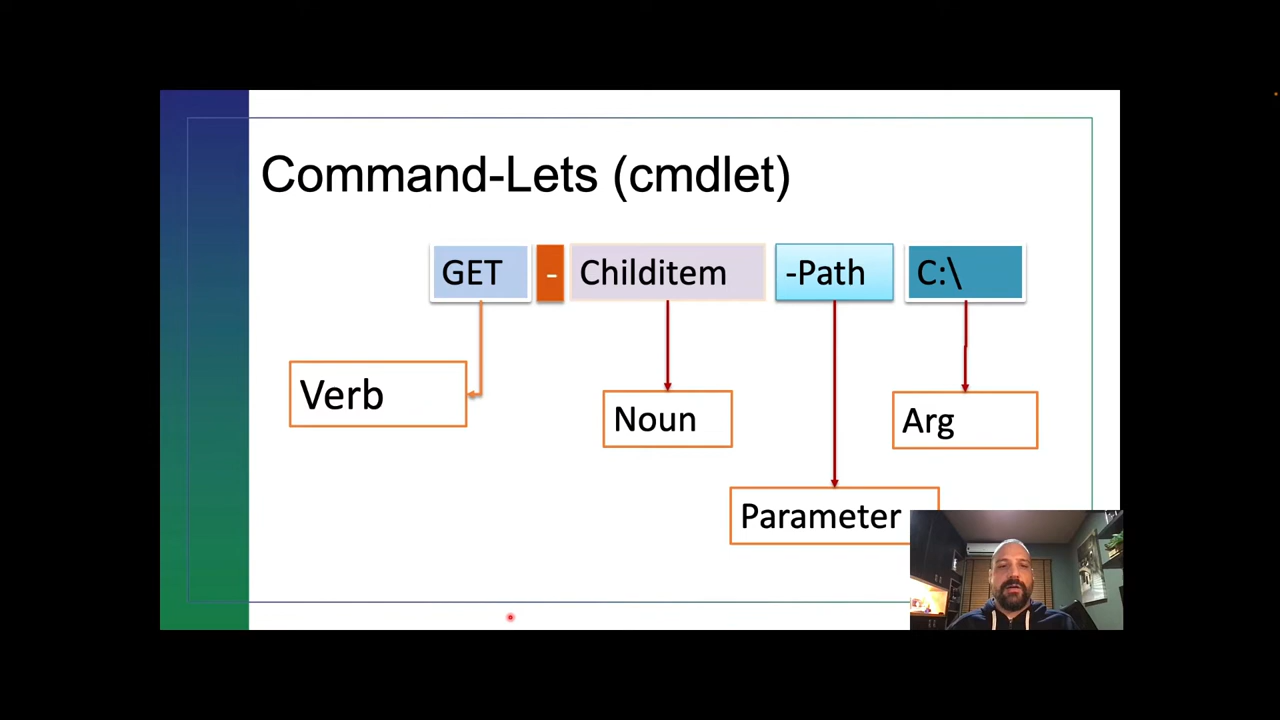 Command-Lets (cmdlet)
GET - Childitem -Path C:\
Verb
Noun
Arg
Parameter